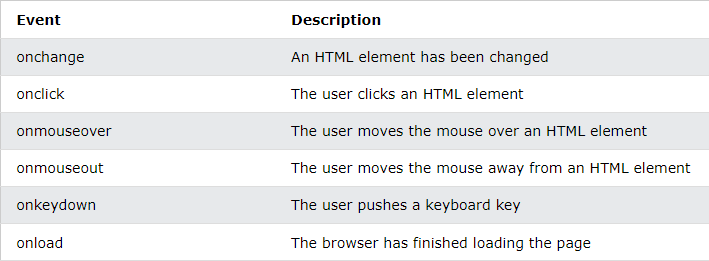 Event Description
onchange An HTML element has been changed
onclick The user clicks an HTML element
onmouseover The user moves the mouse over an HTML element
onmouseout The user moves the mouse away from an HTML element
onkeydown The user pushes a keyboard key
onload The browser has finished loading the page